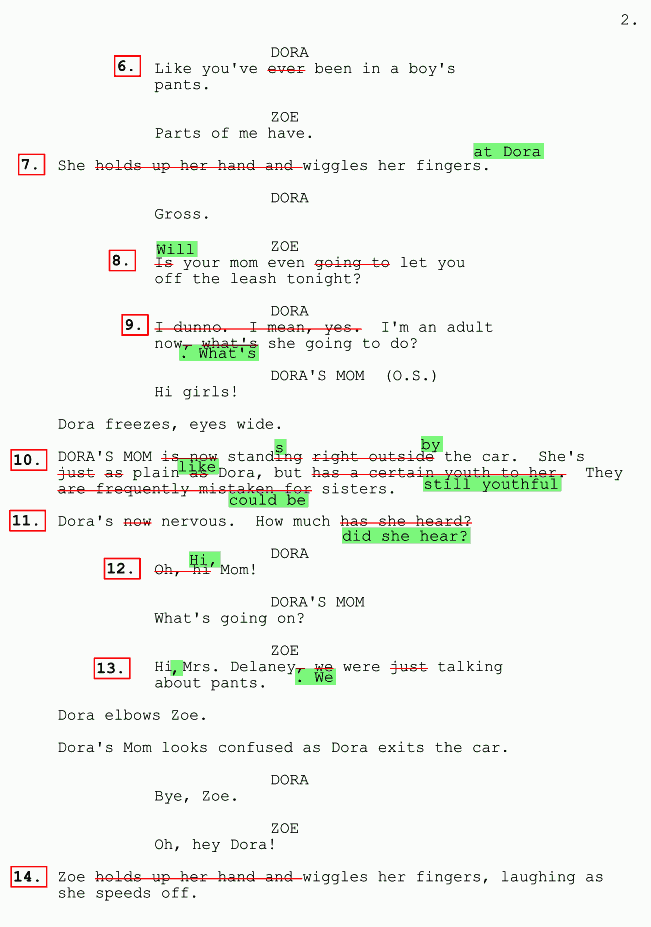 2.
DORA
6. Like you've ever been in a boy's
pants.
ZOE
Parts of me have.
at Dora
7. She holds up her hand and wiggles her fingers.
DORA
Gross.
Will ZOE
8. Is your mom even going to let you
off the leash tonight?
DORA
9. I dunno.  I mean, yes.  I'm an adult
now, what's she going to do?
. What's
DORA'S MOM  (O.S.)
Hi girls!
Dora freezes, eyes wide.
s by
10. DORA'S MOM is now standing right outside the car.  She's
like
just as plain as Dora, but has a certain youth to her.  They
still youthful
are frequently mistaken for sisters.
could be
11. Dora's now nervous.  How much has she heard?
did she hear?
DORA
Hi,
12. Oh, hi Mom!
DORA'S MOM
What's going on?
ZOE
13. Hi, Mrs. Delaney, we were just talking
about pants. . We
Dora elbows Zoe.
Dora's Mom looks confused as Dora exits the car.
DORA
Bye, Zoe.
ZOE
Oh, hey Dora!
14. Zoe holds up her hand and wiggles her fingers, laughing as
she speeds off.